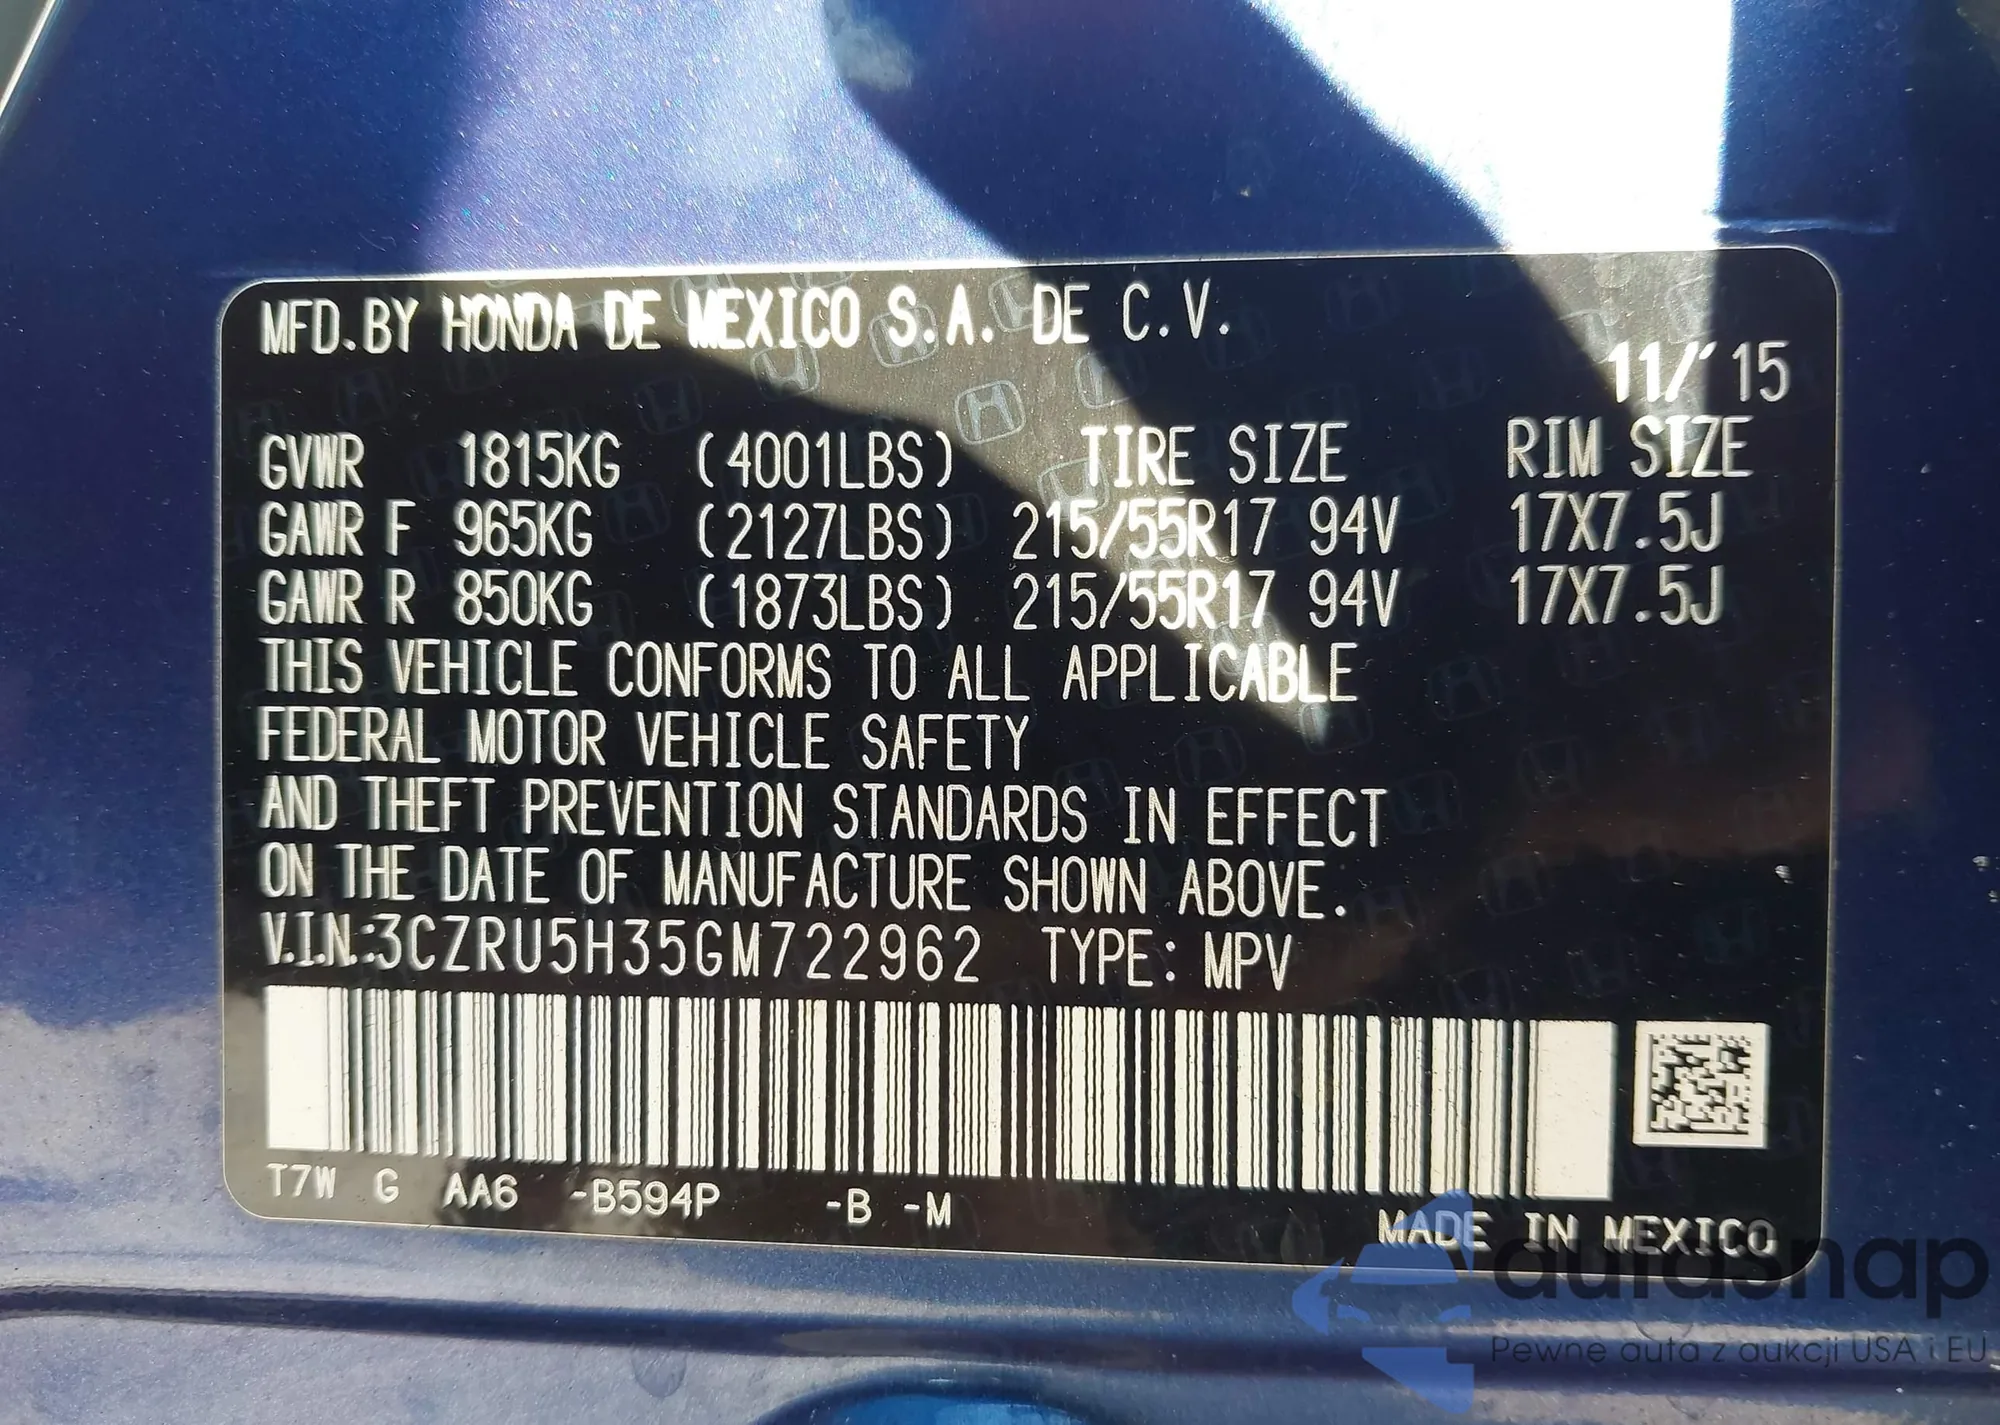 MFD.BY HONDA DE MEXICO S.A. DE C.V.
11/'15
GVWR 1815KG (4001LBS) TIRE SIZE RIM SIZE
GAWR F 965KG (2127LBS) 215/55R17 94V 17X7.5J
GAWR R 850KG (1873LBS) 215/55R17 94V 17X7.5J
THIS VEHICLE CONFORMS TO ALL APPLICABLE
FEDERAL MOTOR VEHICLE SAFETY
AND THEFT PREVENTION STANDARDS IN EFFECT
ON THE DATE OF MANUFACTURE SHOWN ABOVE.
V.I.N.:3CZRU5H35GM722962 TYPE: MPV
T7W G AA6 -B594P -B -M
MADE IN MEXICO
autasnap
Pewne auta z aukcji USA i EU